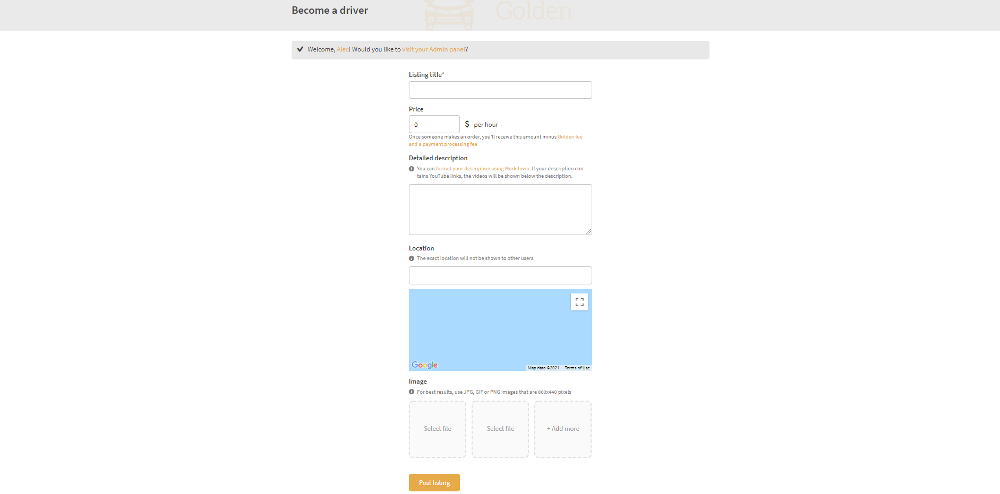 Become a driver
Golden
Welcome, Alec! Would you like to visit your Admin panel?
Listing title*
Price
0 $ per hour
Once someone makes an order, you'll receive this amount minus Golden fee
and a payment processing fee
Detailed description
You can format your description using Markdown. If your description con-
tains YouTube links, the videos will be shown below the description.
Location
The exact location will not be shown to other users.
Google
Map data ©2021 Terms of Use
Image
For best results, use JPG, GIF or PNG images that are 660x440 pixels
Select file Select file + Add more
Post listing